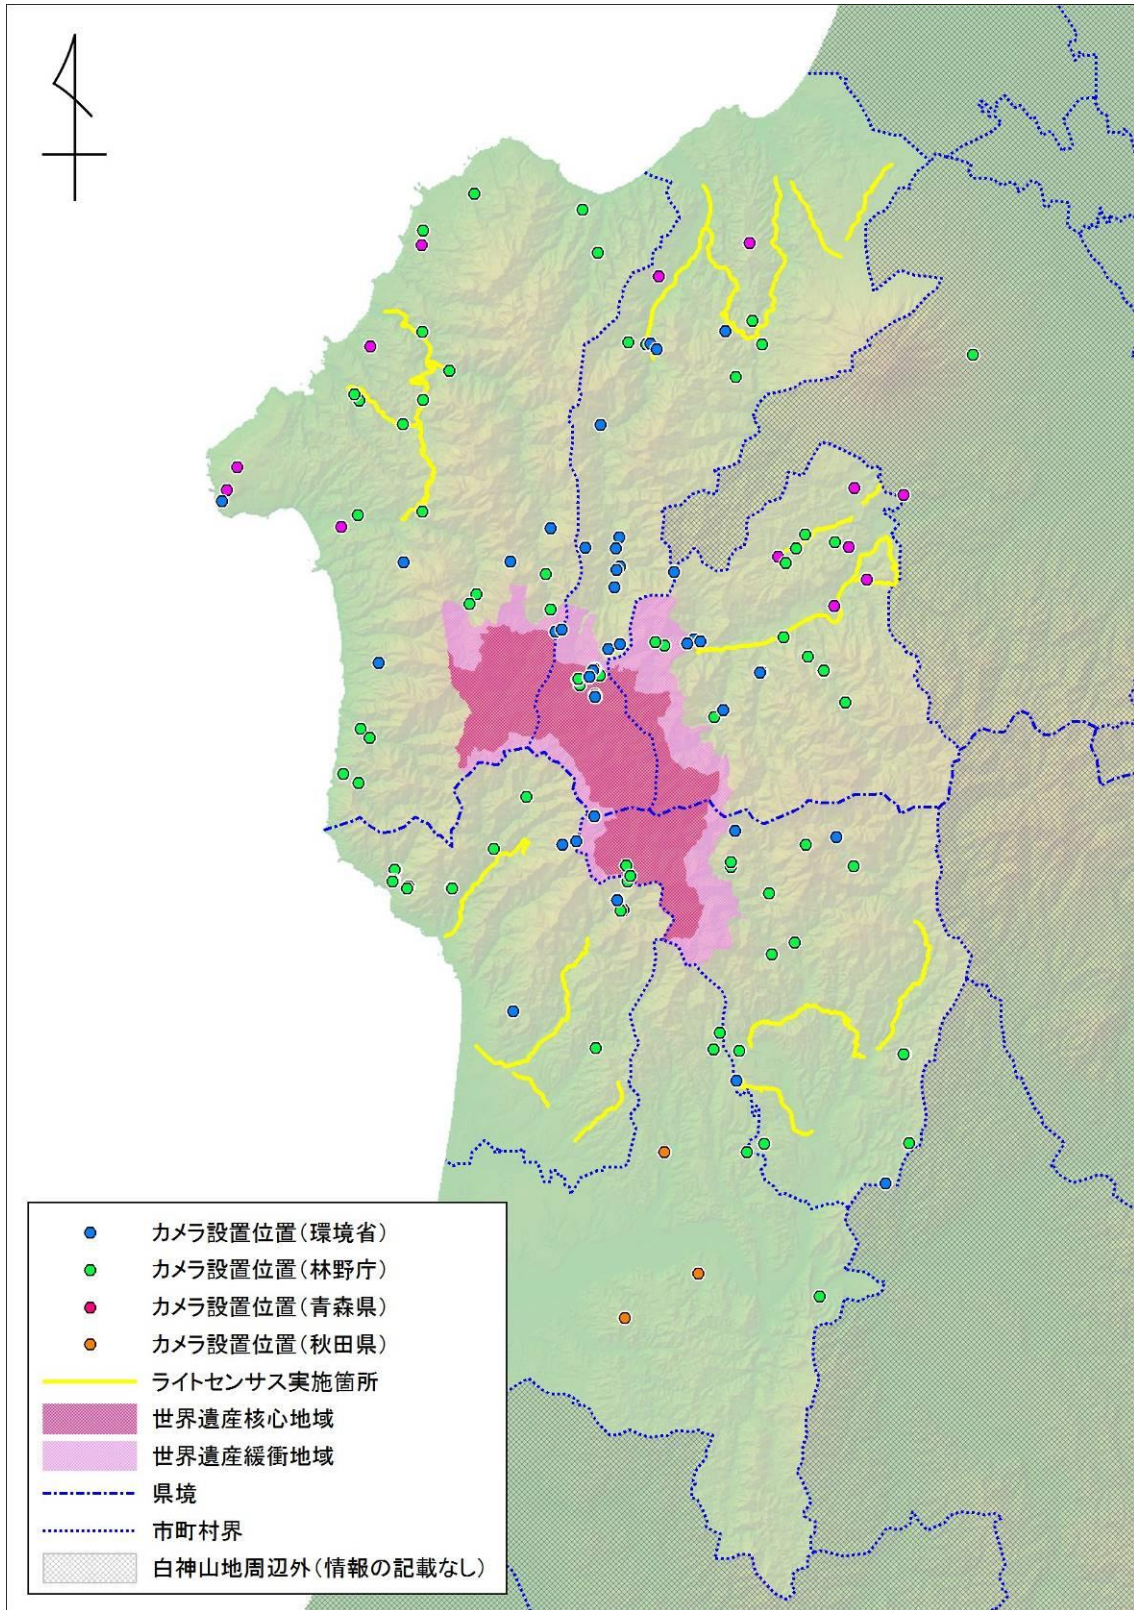 カメラ設置位置(環境省)
カメラ設置位置(林野庁)
カメラ設置位置(青森県)
カメラ設置位置(秋田県)
ライトセンサス実施箇所
世界遺産核心地域
世界遺産緩衝地域
県境
市町村界
白神山地周辺外(情報の記載なし)